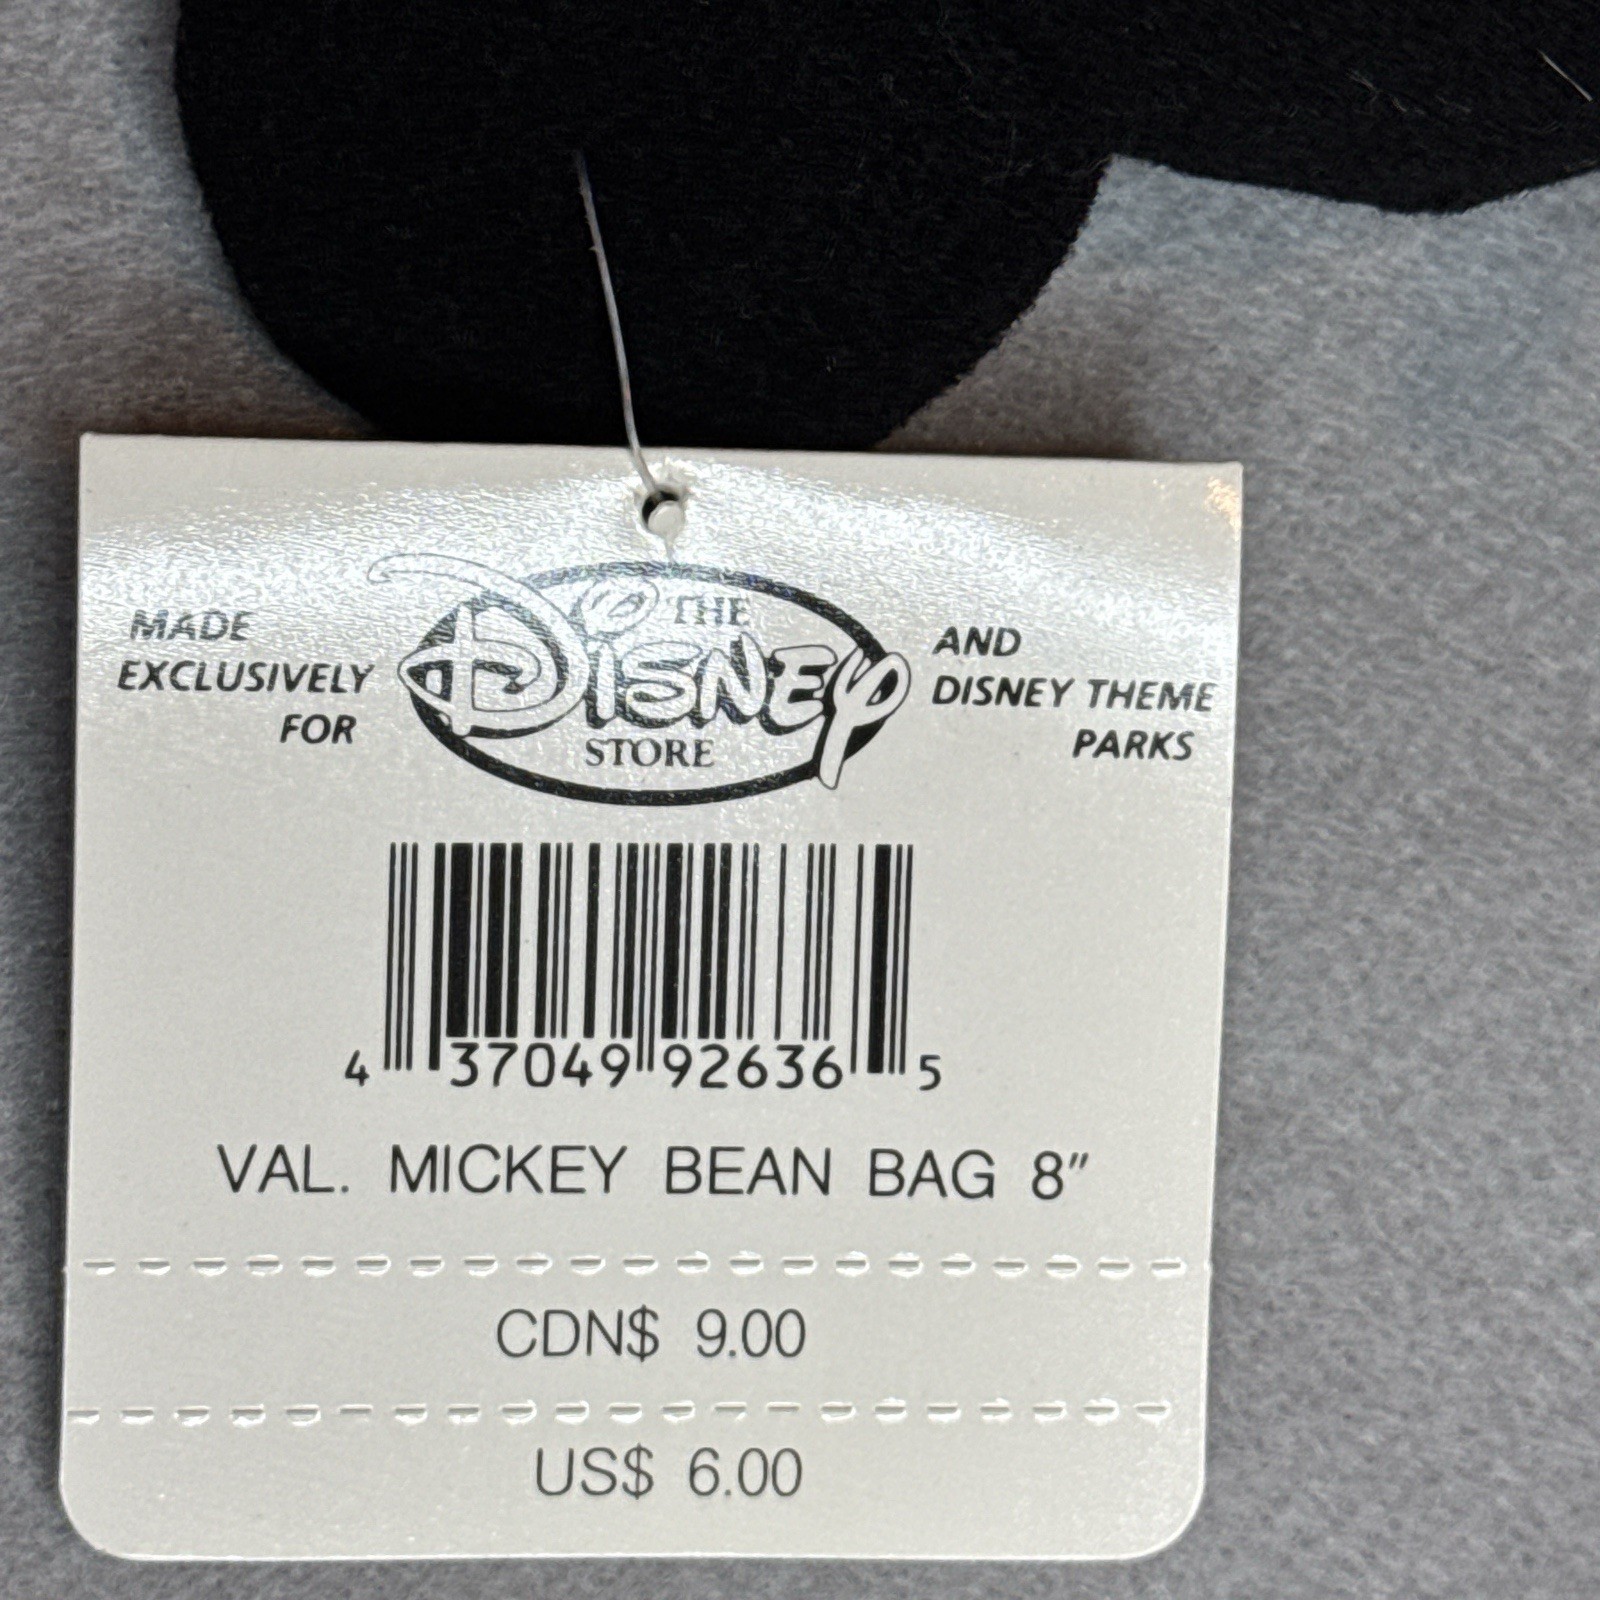 MADE
EXCLUSIVELY
FOR
THE
DISNEY
STORE
AND
DISNEY THEME
PARKS
4 37049 92636 5
VAL. MICKEY BEAN BAG 8"
CDN$ 9.00
US$ 6.00